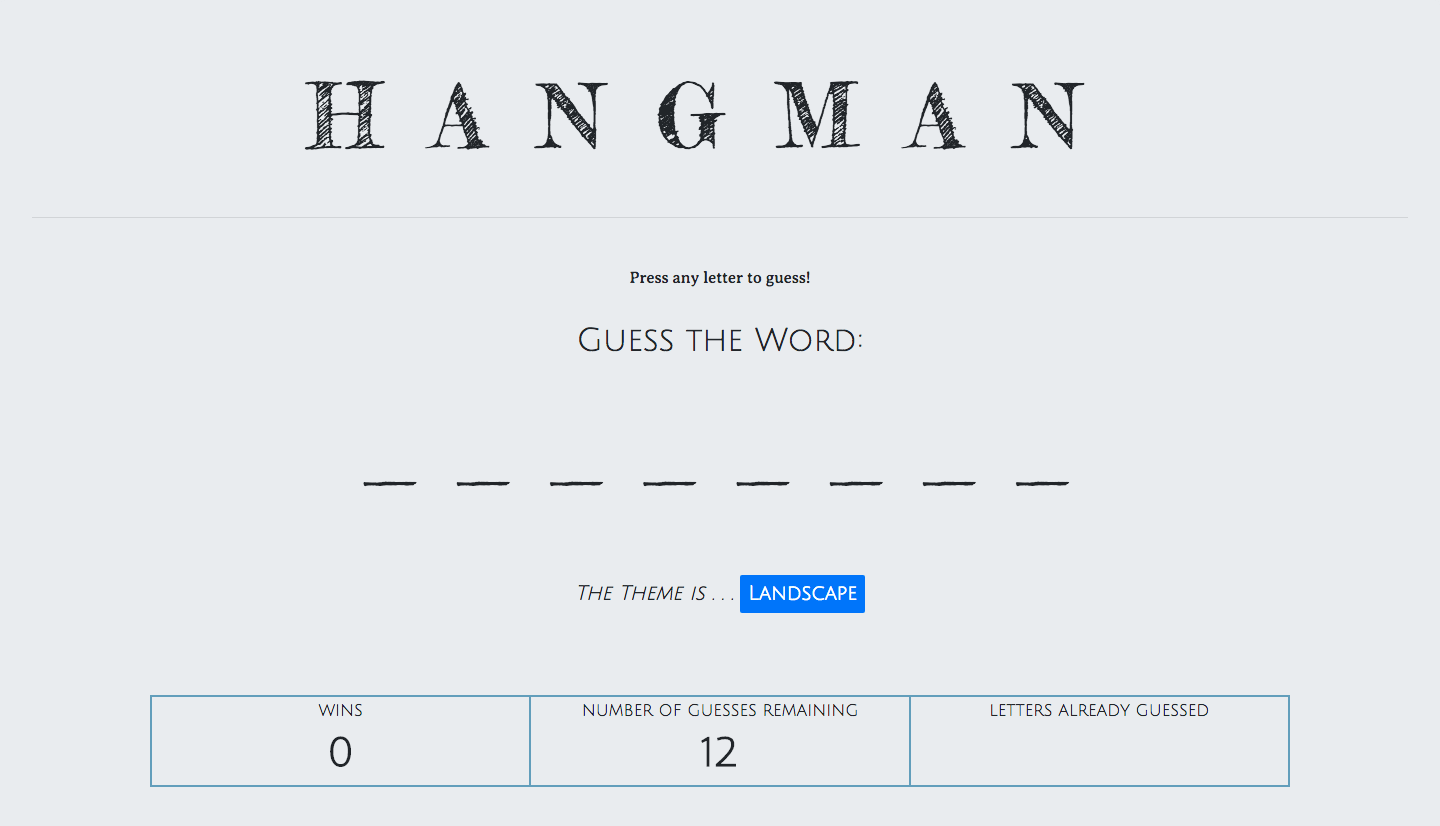 H A N G M A N
Press any letter to guess!
Guess the Word:
_ _ _ _ _ _ _ _
The Theme is . . . Landscape
WINS
0
NUMBER OF GUESSES REMAINING
12
LETTERS ALREADY GUESSED